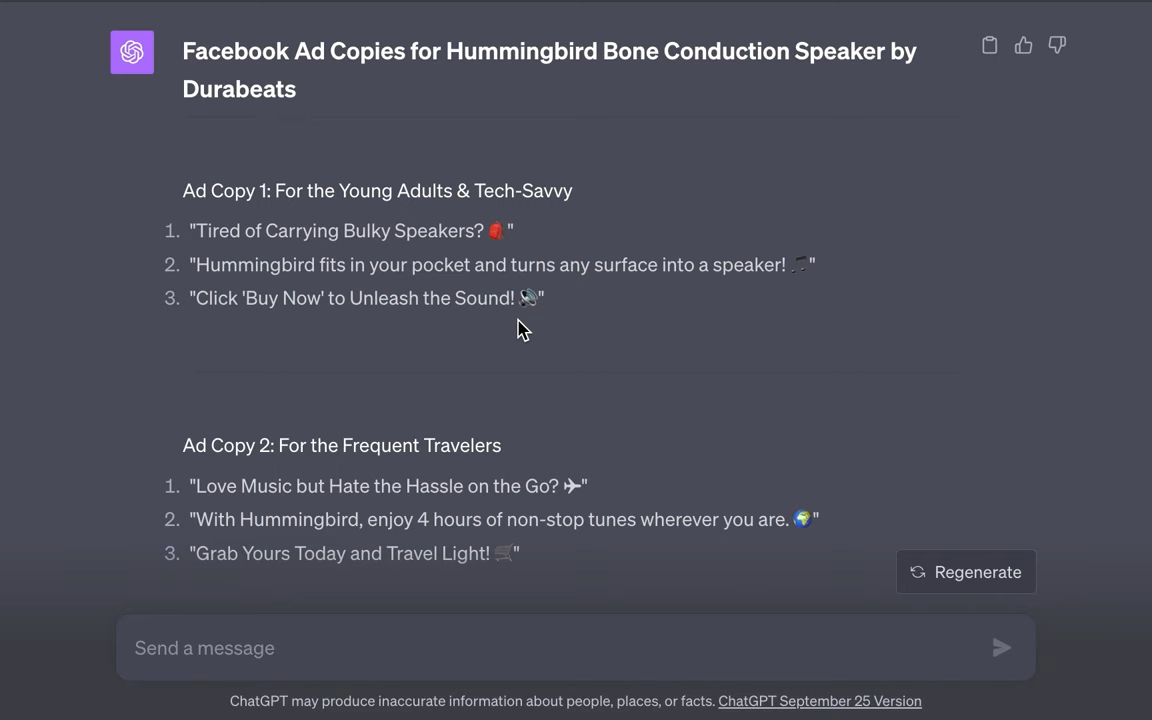 Facebook Ad Copies for Hummingbird Bone Conduction Speaker by
Durabeats
Ad Copy 1: For the Young Adults & Tech-Savvy
1. "Tired of Carrying Bulky Speakers? 🎒"
2. "Hummingbird fits in your pocket and turns any surface into a speaker! 🎵"
3. "Click 'Buy Now' to Unleash the Sound! 🔊"
Ad Copy 2: For the Frequent Travelers
1. "Love Music but Hate the Hassle on the Go? ✈"
2. "With Hummingbird, enjoy 4 hours of non-stop tunes wherever you are. 🌍"
3. "Grab Yours Today and Travel Light! 🛒"
Regenerate
Send a message
ChatGPT may produce inaccurate information about people, places, or facts. ChatGPT September 25 Version